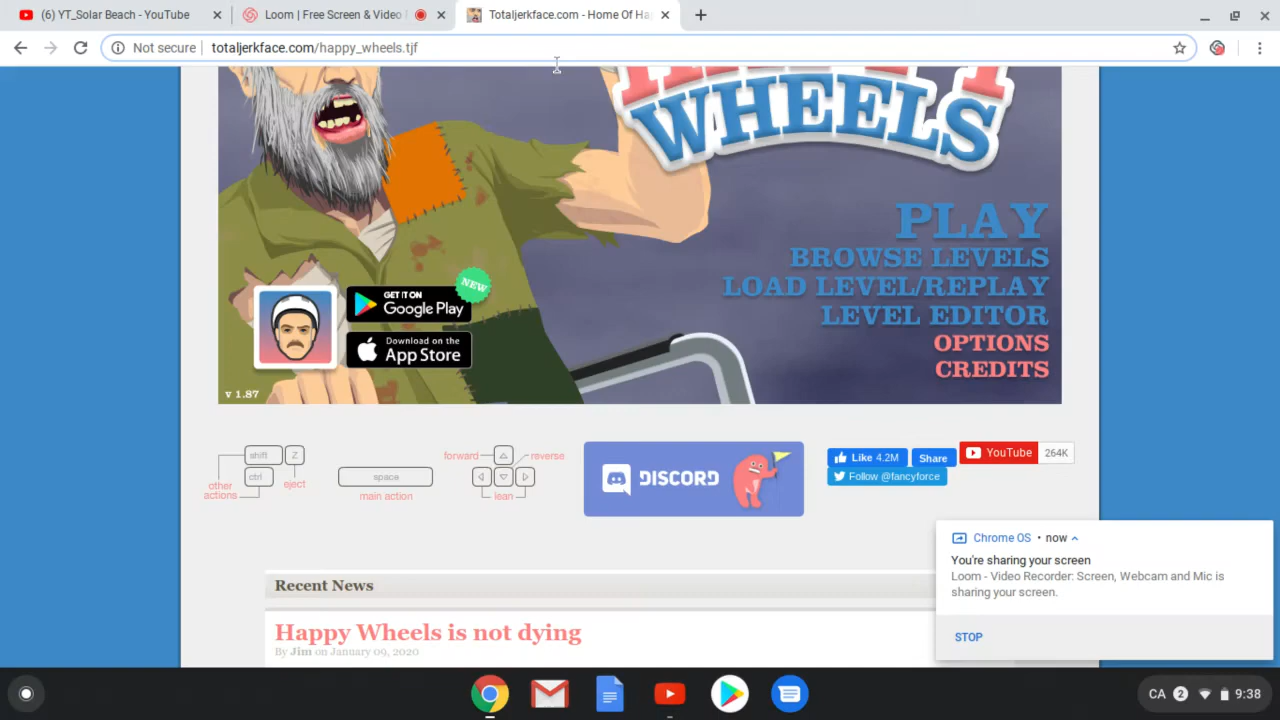 (6) YT_Solar Beach - YouTube
Loom | Free Screen & Video
Totaljerkface.com - Home Of Ha
Not secure
totaljerkface.com/happy_wheels.tjf
WHEELS
PLAY
BROWSE LEVELS
LOAD LEVEL/REPLAY
LEVEL EDITOR
OPTIONS
CREDITS
NEW
GET IT ON
Google Play
Download on the
App Store
v 1.87
shift
Z
ctrl
other
actions
eject
space
main action
forward
reverse
lean
DISCORD
Like 4.2M
Share
YouTube
264K
Follow @fancyforce
Recent News
Happy Wheels is not dying
By Jim on January 09, 2020
Chrome OS • now
You're sharing your screen
Loom - Video Recorder: Screen, Webcam and Mic is
sharing your screen.
STOP
CA
2
9:38